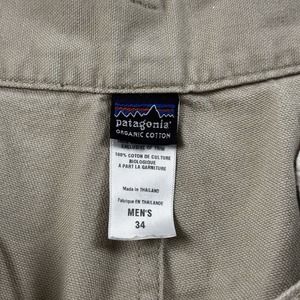 patagonia®
ORGANIC COTTON
EXCLUSIVE OF TRIM
100% COTON DE CULTURE
BIOLOGIQUE
A PART LA GARNITURE
Made in THAILAND
Fabriqué EN THAILANDE
MEN'S
34